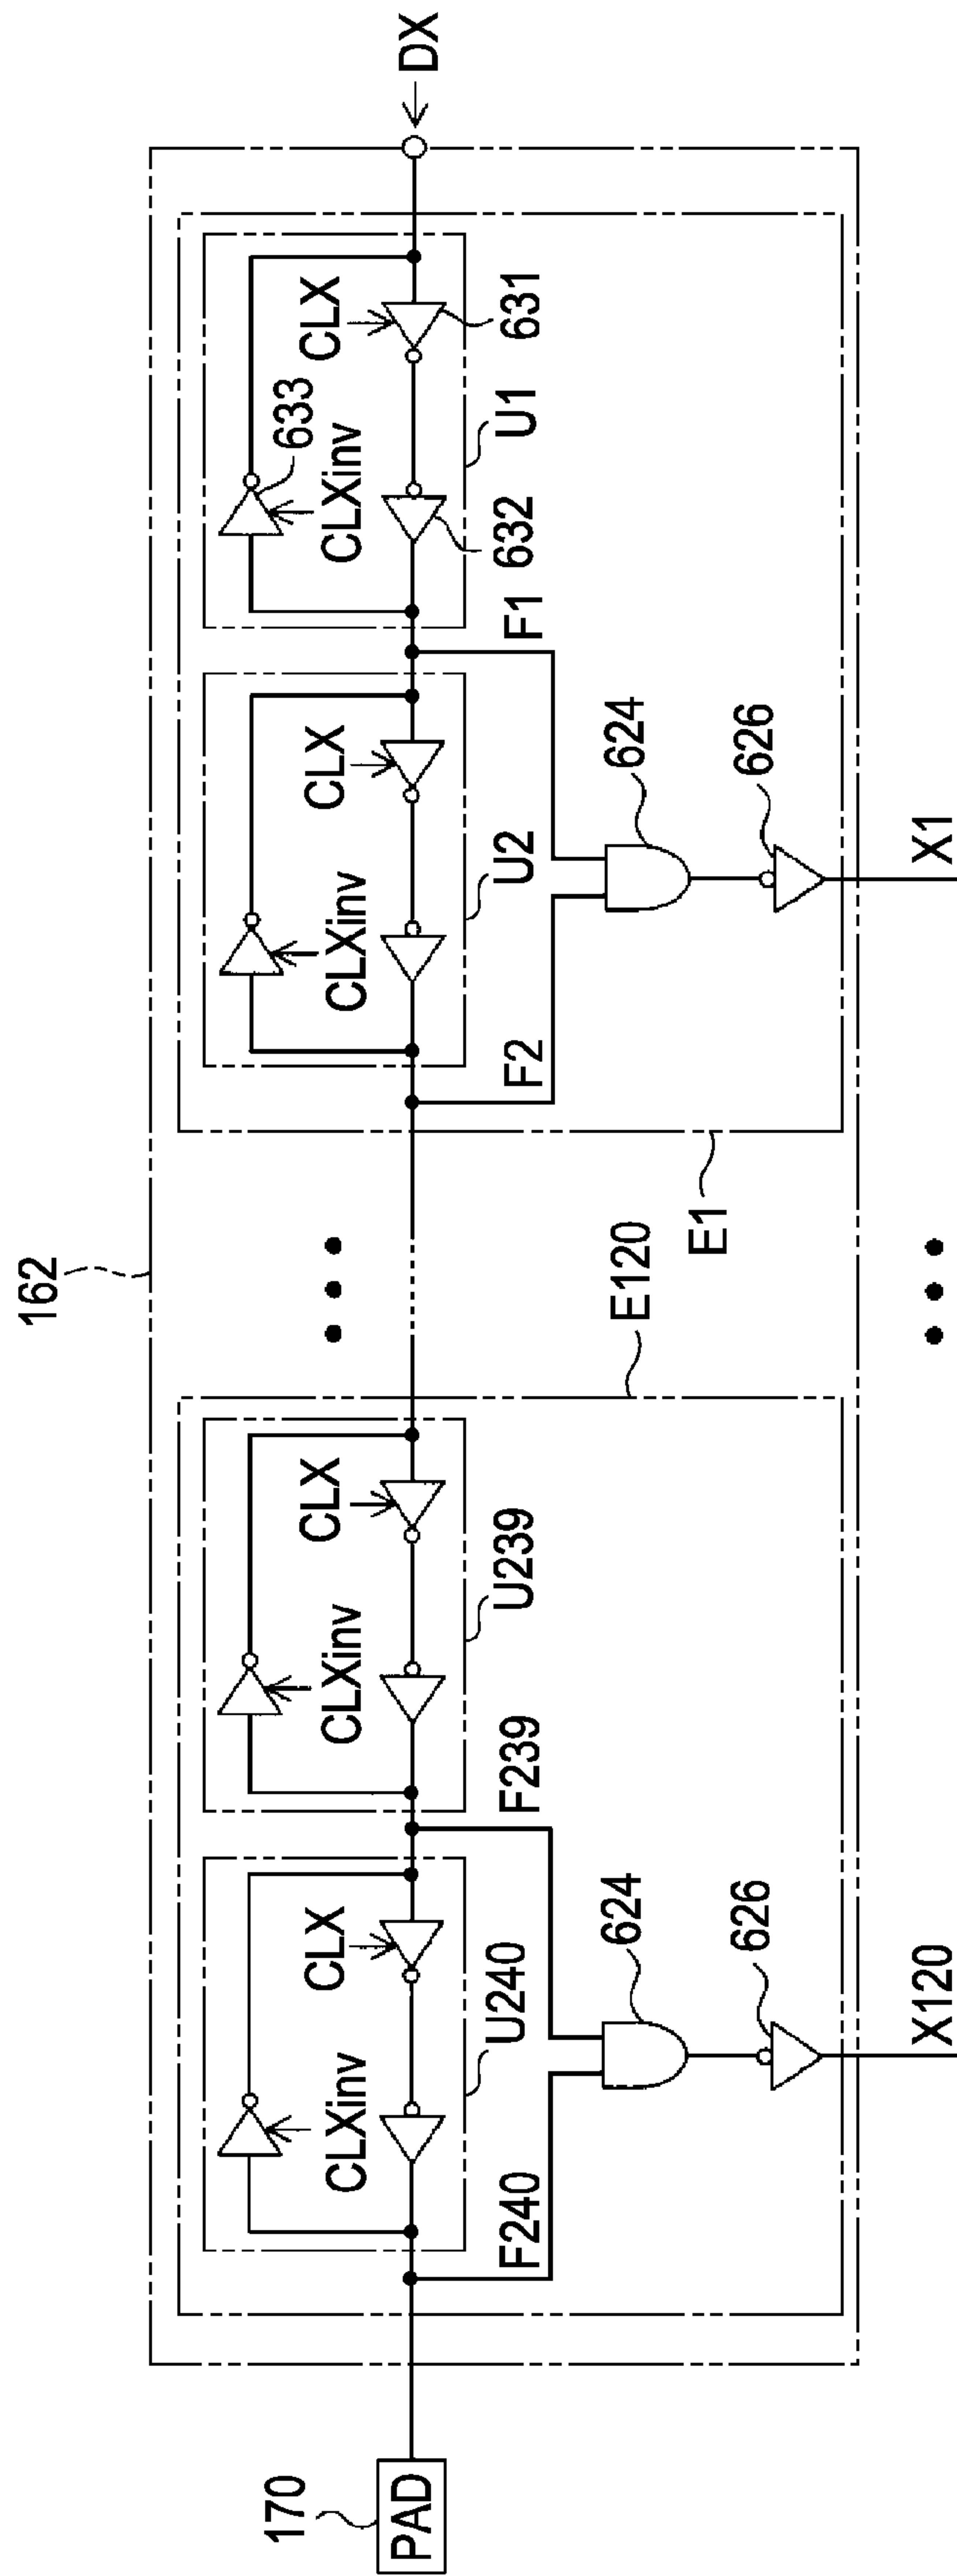 162
DX
CLX
633
CLXinv
631
U1
632
F1
CLX
CLXinv
U2
F2
624
626
X1
E1
E120
CLX
CLXinv
U239
F239
CLX
CLXinv
U240
F240
624
626
X120
170
PAD